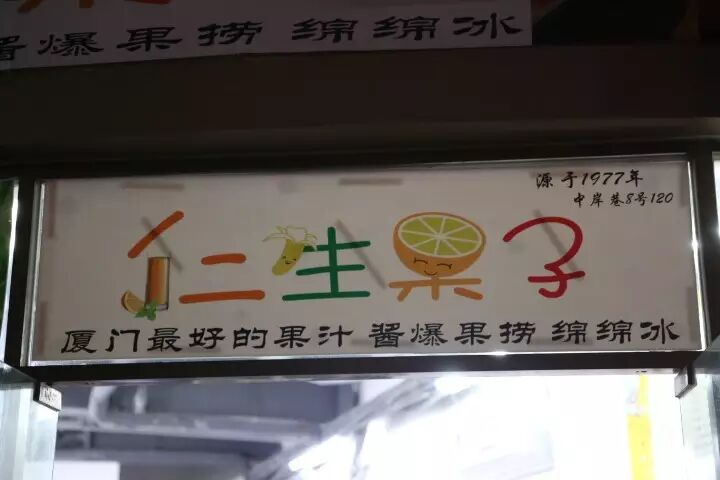 酱爆果捞 绵绵冰
源于1977年
中岸巷8号120
仁生果子
厦门最好的果汁 酱爆果捞 绵绵冰